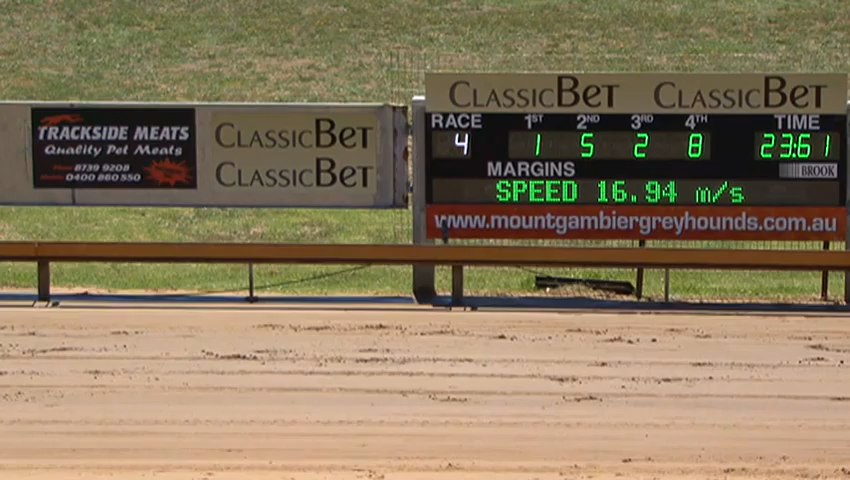 TRACKSIDE MEATS
Quality Pet Meats
8739 9208
0400 860 550
CLASSICBET
CLASSICBET
CLASSICBET CLASSICBET
RACE 1ST 2ND 3RD 4TH TIME
4 1 5 2 8 23:61
MARGINS BROOK
SPEED 16.94 m/s
www.mountgambiergreyhounds.com.au